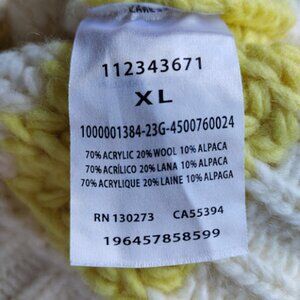 112343671
XL
1000001384-23G-4500760024
70% ACRYLIC 20% WOOL 10% ALPACA
70% ACRÍLICO 20% LANA 10% ALPACA
70% ACRYLIQUE 20% LAINE 10% ALPAGA
RN 130273 CA55394
196457858599